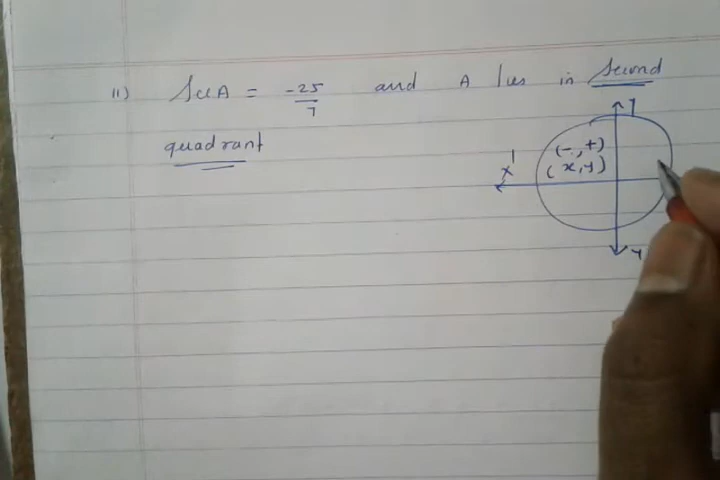 11) SecA = -25/7 and A lies in Second
quadrant
y
(-,+)
(x,y)
x'
y